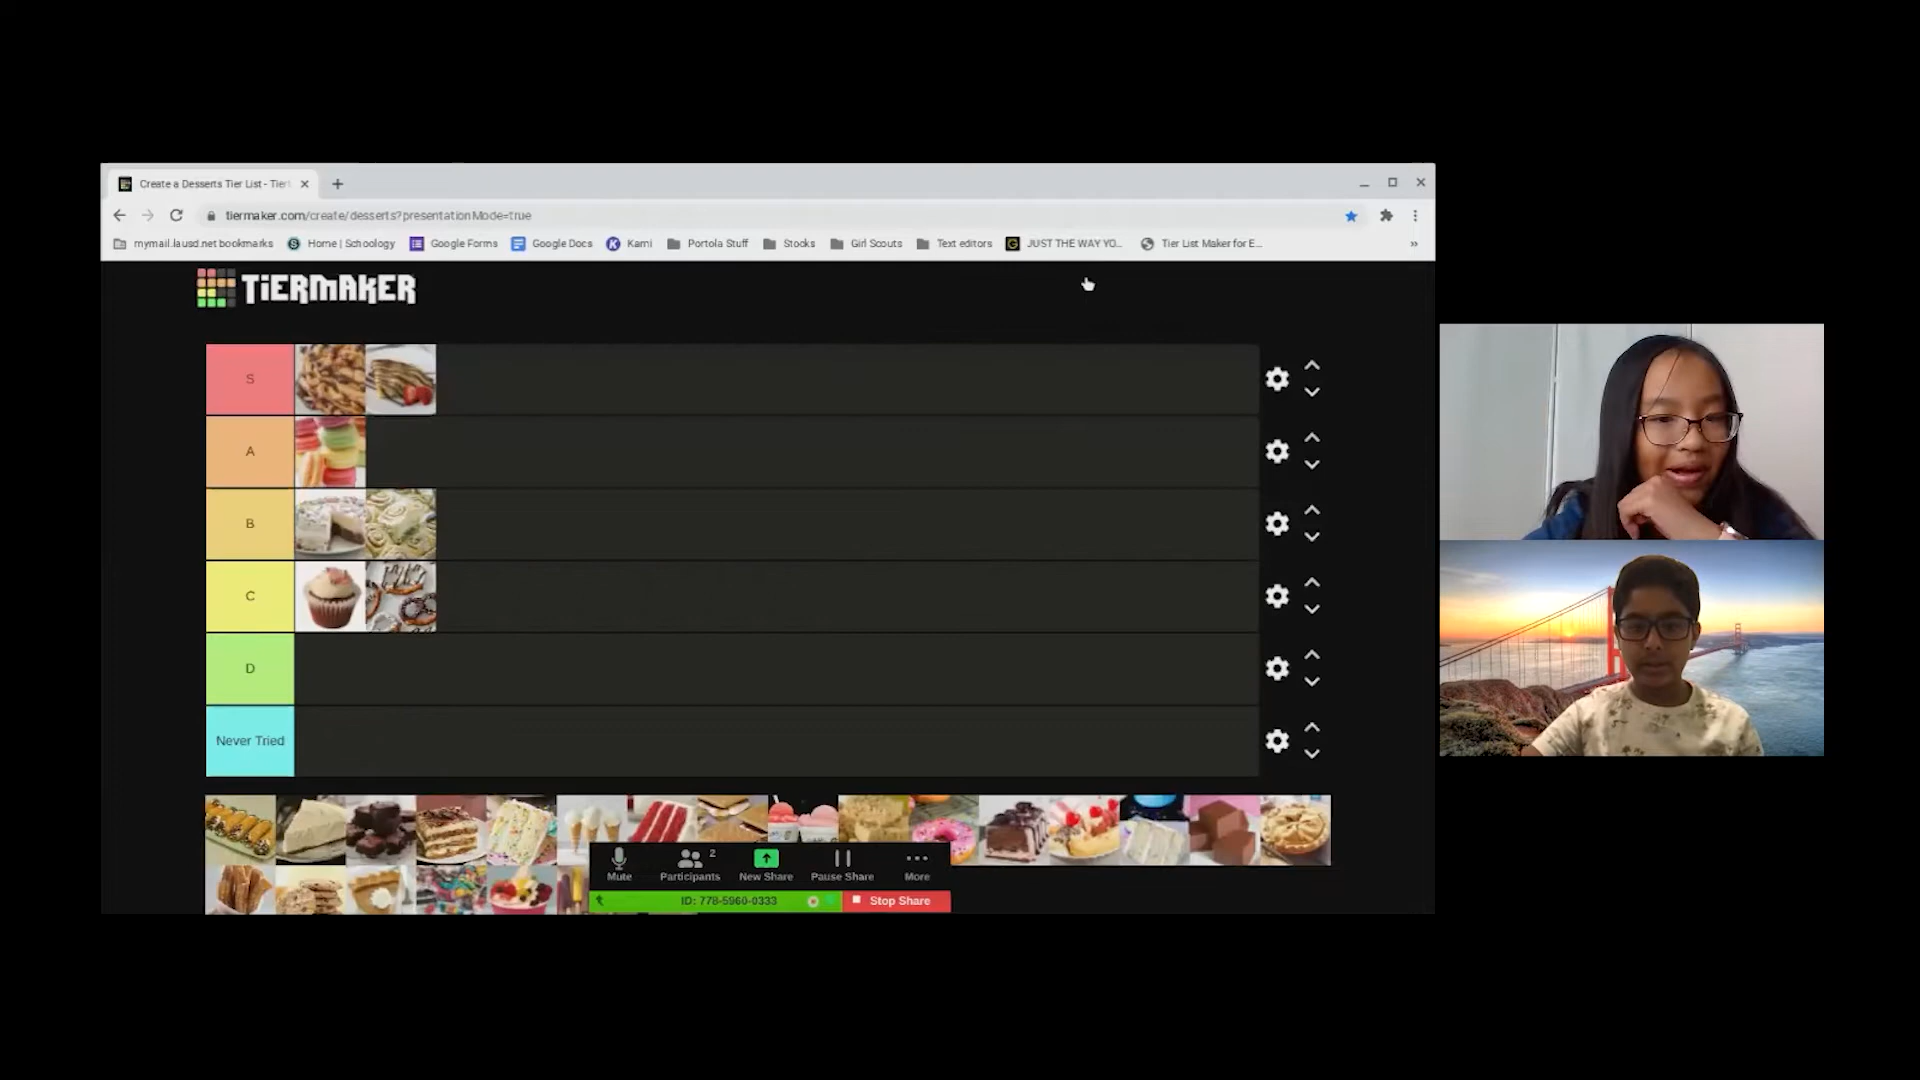 Create a Desserts Tier List - Tier
tiermaker.com/create/desserts?presentationMode=true
mymail.lausd.net bookmarks Home | Schoology Google Forms Google Docs Kami Portola Stuff Stocks Girl Scouts Text editors JUST THE WAY YO... Tier List Maker for E... »
TiERMAKER
S
A
B
C
D
Never Tried
Mute Participants 2 New Share Pause Share More
ID: 778-5960-0333 Stop Share